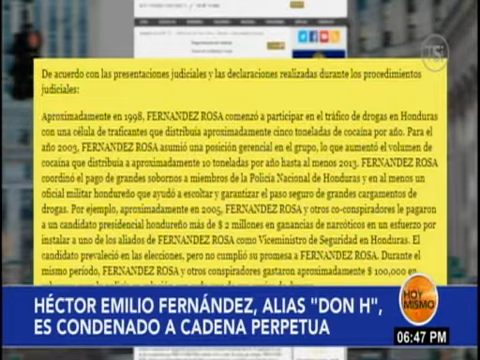 TSi
De acuerdo con las presentaciones judiciales y las declaraciones realizadas durante los procedimientos
judiciales:
Aproximadamente en 1998, FERNANDEZ ROSA comenzó a participar en el tráfico de drogas en Honduras
con una célula de traficantes que distribuía aproximadamente cinco toneladas de cocaína por año. Para el
año 2003, FERNANDEZ ROSA asumió una posición gerencial en el grupo, lo que aumentó el volumen de
cocaína que distribuía a aproximadamente 10 toneladas por año hasta al menos 2013. FERNANDEZ ROSA
coordinó el pago de grandes sobornos a miembros de la Policía Nacional de Honduras y en al menos un
oficial militar hondureño que ayudó a escoltar y garantizar el paso seguro de grandes cargamentos de
drogas. Por ejemplo, aproximadamente en 2005, FERNANDEZ ROSA y otros co-conspiradores le pagaron
a un candidato presidencial hondureño más de $ 2 millones en ganancias de narcóticos en un esfuerzo por
instalar a uno de los aliados de FERNANDEZ ROSA como Viceministro de Seguridad en Honduras. El
candidato prevaleció en las elecciones, pero no cumplió su promesa a FERNANDEZ ROSA. Durante el
mismo período, FERNANDEZ ROSA y otros conspiradores gastaron aproximadamente $ 100,000 en
HÉCTOR EMILIO FERNÁNDEZ, ALIAS "DON H",
ES CONDENADO A CADENA PERPETUA
HOY
MISMO
06:47 PM